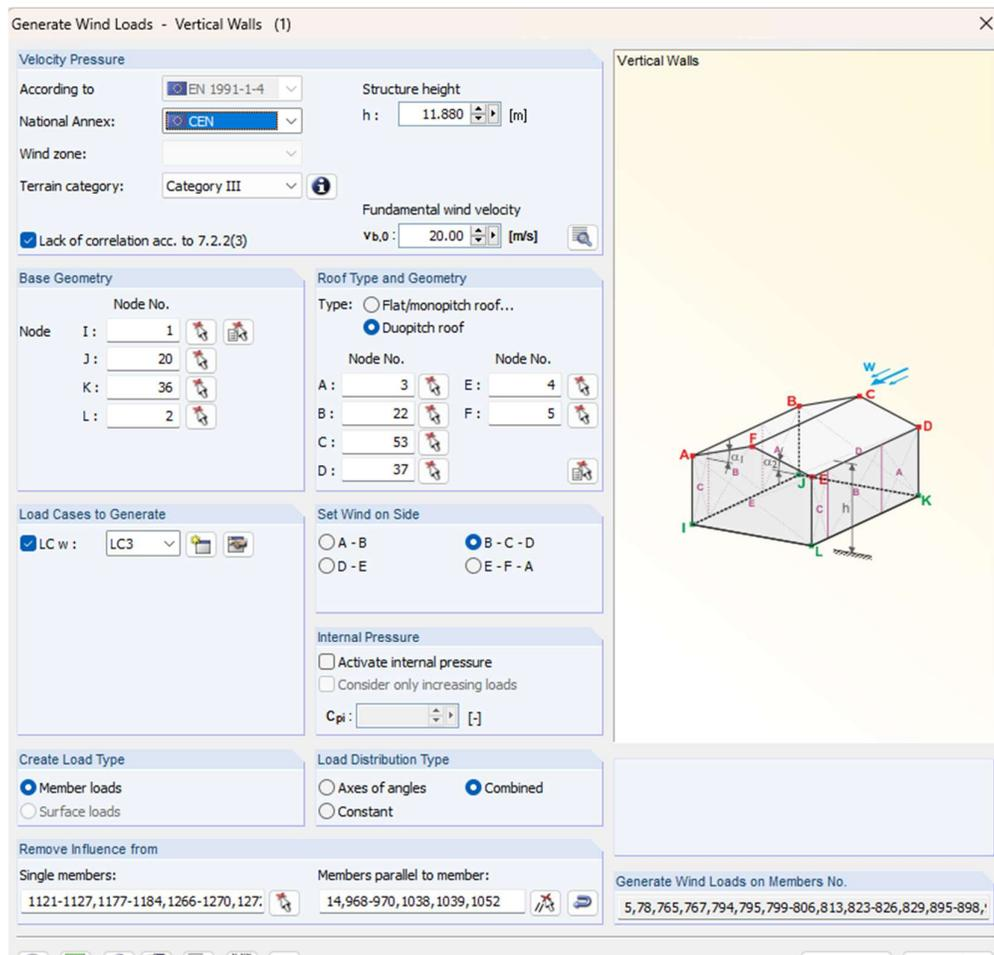 Generate Wind Loads - Vertical Walls (1)
Velocity Pressure
According to
EN 1991-1-4
National Annex:
CEN
Wind zone:
Terrain category:
Category III
Lack of correlation acc. to 7.2.2(3)
Structure height
h : 11.880 [m]
Fundamental wind velocity
vb,0 : 20.00 [m/s]
Base Geometry
Node No.
Node I : 1
J : 20
K : 36
L : 2
Roof Type and Geometry
Type: Flat/monopitch roof...
Duopitch roof
Node No. Node No.
A : 3 E : 4
B : 22 F : 5
C : 53
D : 37
Load Cases to Generate
LC w : LC3
Set Wind on Side
A - B B - C - D
D - E E - F - A
Internal Pressure
Activate internal pressure
Consider only increasing loads
Cpi : [-]
Create Load Type
Member loads
Surface loads
Load Distribution Type
Axes of angles Combined
Constant
Remove Influence from
Single members:
1121-1127,1177-1184,1266-1270,127
Members parallel to member:
14,968-970,1038,1039,1052
Vertical Walls
W
B C
F D
A E
α1 α2
A D A
B C E C B h
J K
I L
Generate Wind Loads on Members No.
5,78,765,767,794,795,799-806,813,823-826,829,895-898,